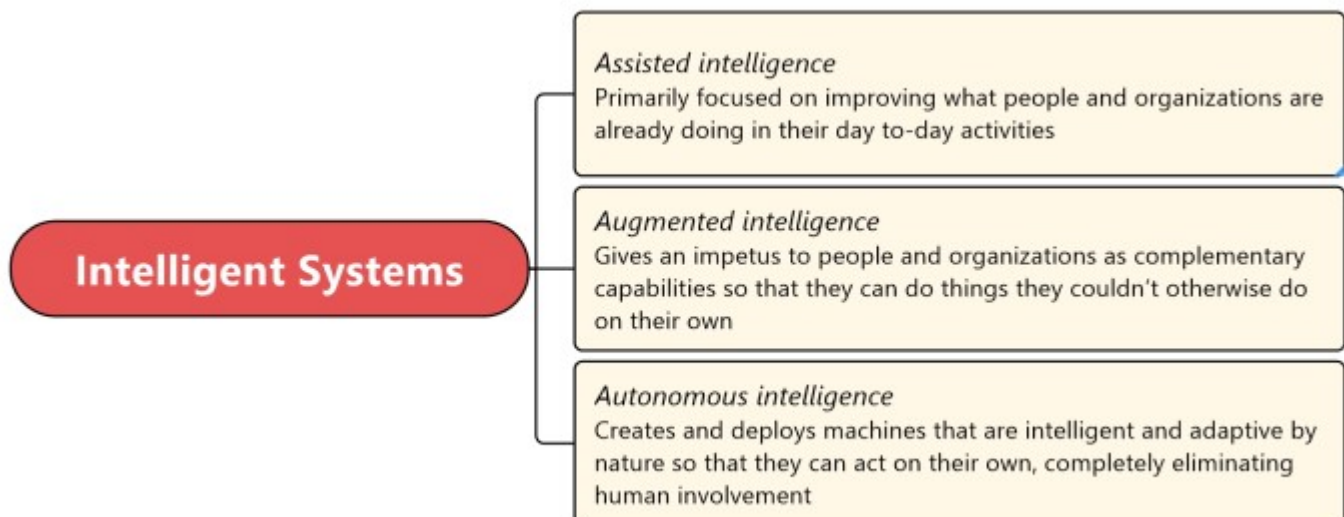 Intelligent Systems
Assisted intelligence
Primarily focused on improving what people and organizations are
already doing in their day to-day activities
Augmented intelligence
Gives an impetus to people and organizations as complementary
capabilities so that they can do things they couldn't otherwise do
on their own
Autonomous intelligence
Creates and deploys machines that are intelligent and adaptive by
nature so that they can act on their own, completely eliminating
human involvement